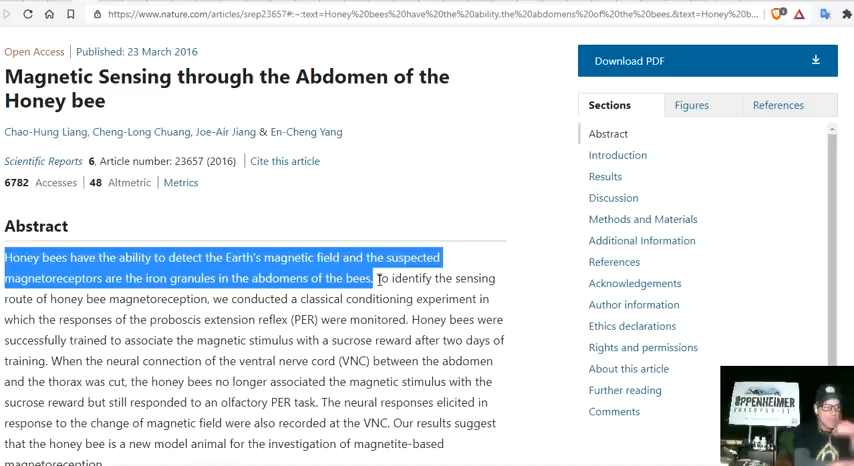 https://www.nature.com/articles/srep23657#:~:text=Honey%20bees%20have%20the%20ability,the%20abdomens%20of%20the%20bees.&text=Honey%20b...
Open Access | Published: 23 March 2016
Magnetic Sensing through the Abdomen of the
Honey bee
Chao-Hung Liang, Cheng-Long Chuang, Joe-Air Jiang & En-Cheng Yang
Scientific Reports 6, Article number: 23657 (2016) | Cite this article
6782 Accesses | 48 Altmetric | Metrics
Abstract
Honey bees have the ability to detect the Earth's magnetic field and the suspected
magnetoreceptors are the iron granules in the abdomens of the bees. To identify the sensing
route of honey bee magnetoreception, we conducted a classical conditioning experiment in
which the responses of the proboscis extension reflex (PER) were monitored. Honey bees were
successfully trained to associate the magnetic stimulus with a sucrose reward after two days of
training. When the neural connection of the ventral nerve cord (VNC) between the abdomen
and the thorax was cut, the honey bees no longer associated the magnetic stimulus with the
sucrose reward but still responded to an olfactory PER task. The neural responses elicited in
response to the change of magnetic field were also recorded at the VNC. Our results suggest
that the honey bee is a new model animal for the investigation of magnetite-based
magnetoreception.
Download PDF
Sections Figures References
Abstract
Introduction
Results
Discussion
Methods and Materials
Additional Information
References
Acknowledgements
Author information
Ethics declarations
Rights and permissions
About this article
Further reading
Comments
OPPENHEIMER